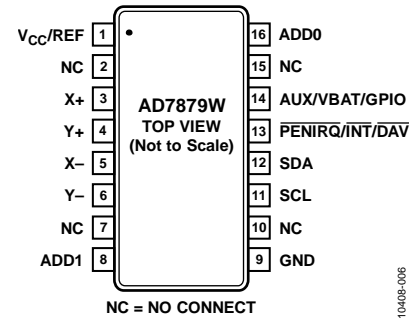 V_CC/REF 1 16 ADD0
NC 2 15 NC
X+ 3 14 AUX/VBAT/GPIO
Y+ 4 13 PENIRQ/INT/DAV
X– 5 12 SDA
Y– 6 11 SCL
NC 7 10 NC
ADD1 8 9 GND
AD7879W
TOP VIEW
(Not to Scale)
NC = NO CONNECT
10408-006